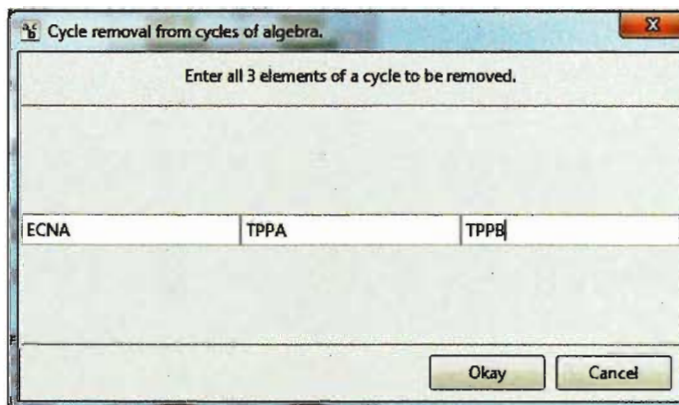 Cycle removal from cycles of algebra.
Enter all 3 elements of a cycle to be removed.
ECNA TPPA TPPB
Okay Cancel